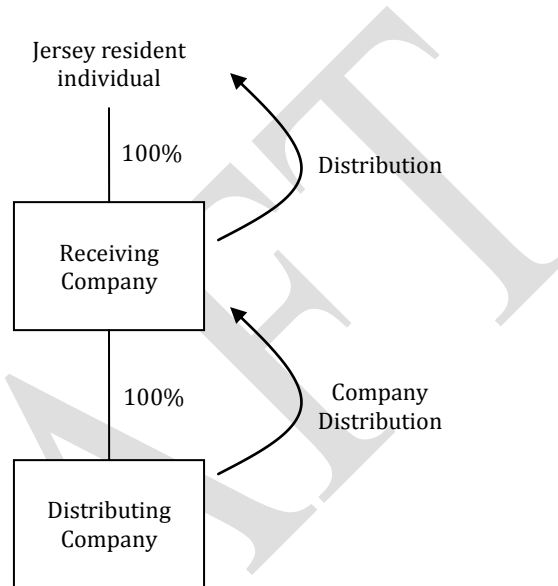 Jersey resident
individual
100%
Distribution
Receiving
Company
100%
Company
Distribution
Distributing
Company